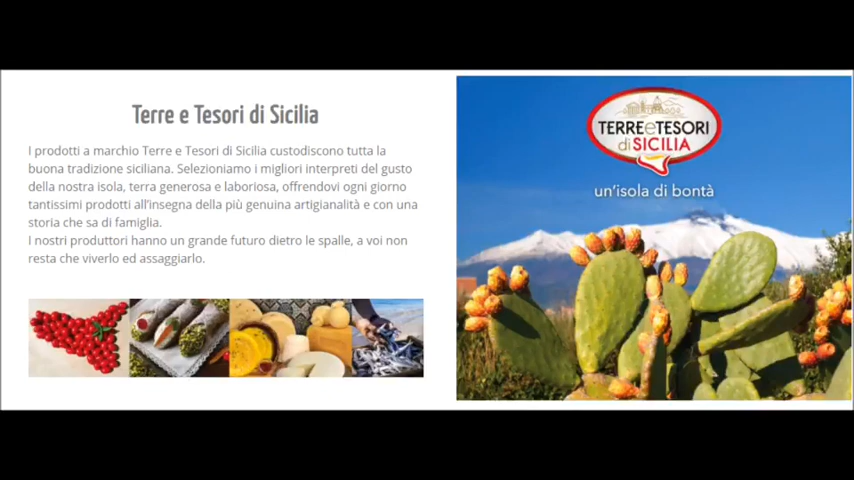 Terre e Tesori di Sicilia
I prodotti a marchio Terre e Tesori di Sicilia custodiscono tutta la
buona tradizione siciliana. Selezioniamo i migliori interpreti del gusto
della nostra isola, terra generosa e laboriosa, offrendovi ogni giorno
tantissimi prodotti all'insegna della più genuina artigianalità e con una
storia che sa di famiglia.
I nostri produttori hanno un grande futuro dietro le spalle, a voi non
resta che viverlo ed assaggiarlo.
TERREeTESORI
di SICILIA
un'isola di bontà